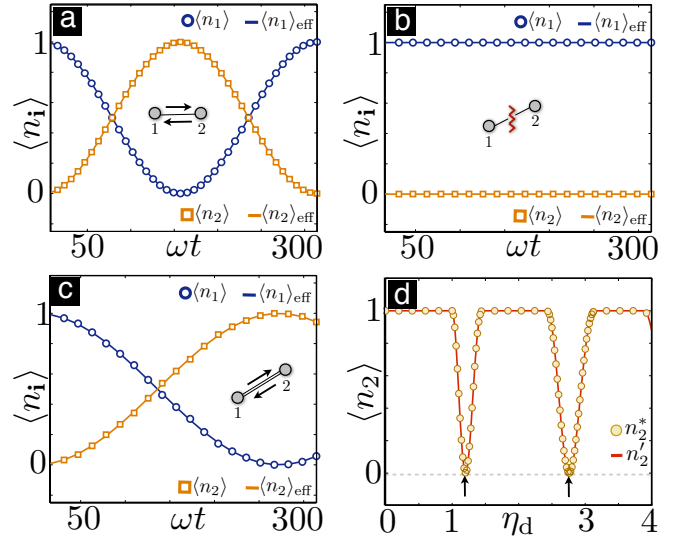 a
○⟨n₁⟩ —⟨n₁⟩eff
1
⟨nᵢ⟩
1 2
0
□⟨n₂⟩ —⟨n₂⟩eff
50 ωt 300
b
○⟨n₁⟩ —⟨n₁⟩eff
1
⟨nᵢ⟩
1 2
0
□⟨n₂⟩ —⟨n₂⟩eff
50 ωt 300
c
○⟨n₁⟩ —⟨n₁⟩eff
1
⟨nᵢ⟩
1 2
0
□⟨n₂⟩ —⟨n₂⟩eff
50 ωt 300
d
1
⟨n₂⟩
n₂*
n₂′
0
0 1 η_d 3 4